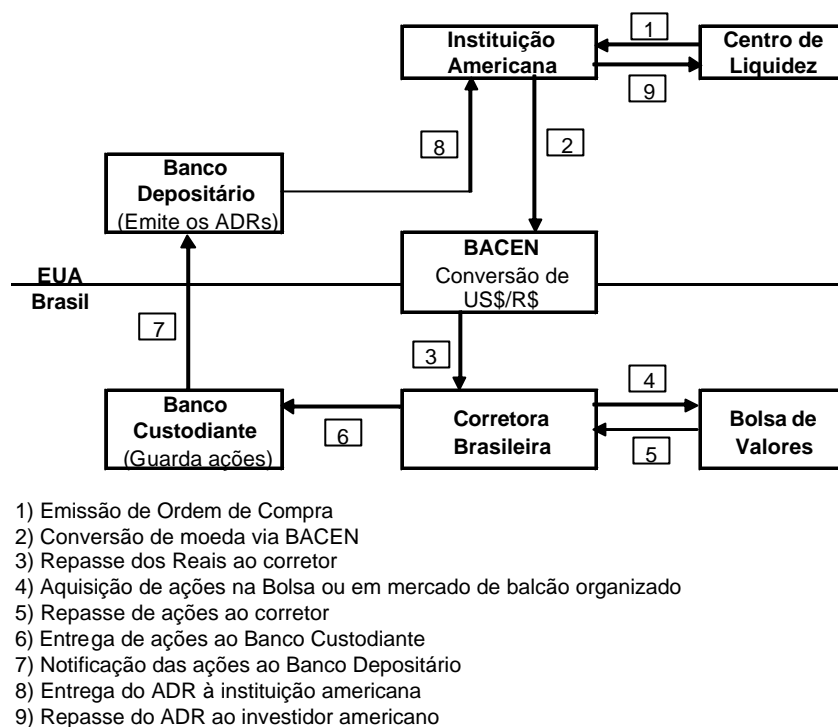 1
Instituição
Americana
Centro de
Liquidez
9
8
2
Banco
Depositário
(Emite os ADRs)
BACEN
Conversão de
US$/R$
EUA
Brasil
7
3
4
Banco
Custodiante
(Guarda ações)
6
Corretora
Brasileira
5
Bolsa de
Valores
1) Emissão de Ordem de Compra
2) Conversão de moeda via BACEN
3) Repasse dos Reais ao corretor
4) Aquisição de ações na Bolsa ou em mercado de balcão organizado
5) Repasse de ações ao corretor
6) Entrega de ações ao Banco Custodiante
7) Notificação das ações ao Banco Depositário
8) Entrega do ADR à instituição americana
9) Repasse do ADR ao investidor americano